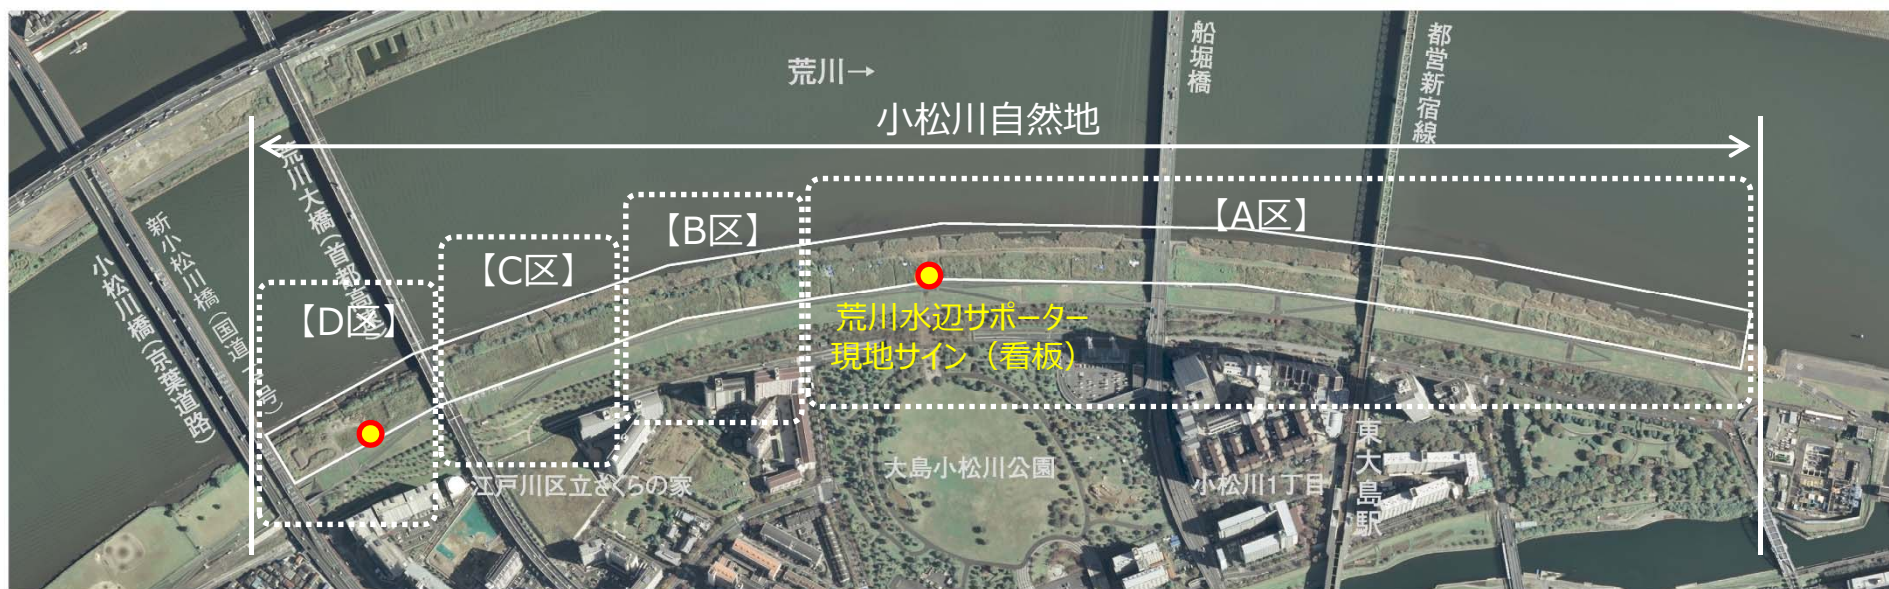 荒川→
小松川自然地
船堀橋
都営新宿線
荒川大橋(首都高
新小松川橋(国道
号)
小松川橋(京葉道路)
【A区】
【B区】
【C区】
【D区】
荒川水辺サポーター
現地サイン（看板）
江戸川区立さくらの家
大島小松川公園
小松川1丁目
東大島駅